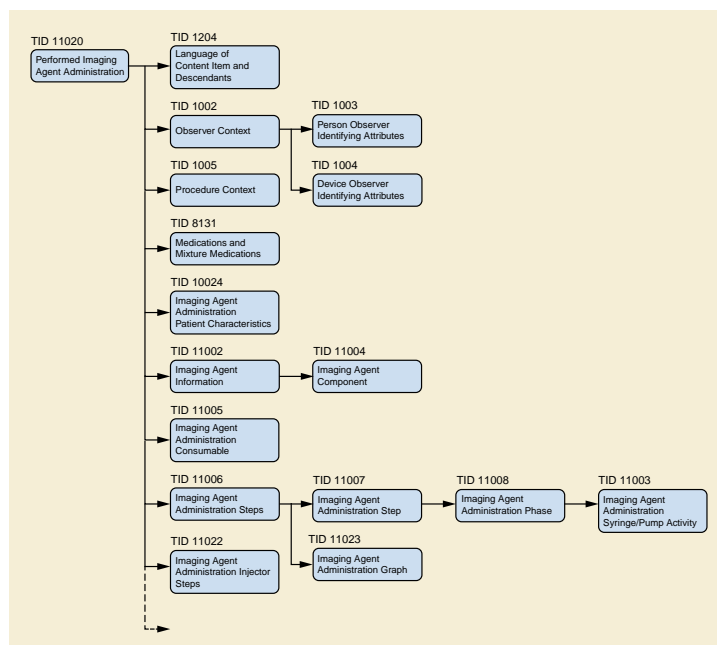 TID 11020
Performed Imaging
Agent Administration
TID 1204
Language of
Content Item and
Descendants
TID 1002
Observer Context
TID 1003
Person Observer
Identifying Attributes
TID 1004
Device Observer
Identifying Attributes
TID 1005
Procedure Context
TID 8131
Medications and
Mixture Medications
TID 10024
Imaging Agent
Administration
Patient Characteristics
TID 11002
Imaging Agent
Information
TID 11004
Imaging Agent
Component
TID 11005
Imaging Agent
Administration
Consumable
TID 11006
Imaging Agent
Administration Steps
TID 11007
Imaging Agent
Administration Step
TID 11008
Imaging Agent
Administration Phase
TID 11003
Imaging Agent
Administration
Syringe/Pump Activity
TID 11023
Imaging Agent
Administration Graph
TID 11022
Imaging Agent
Administration Injector
Steps